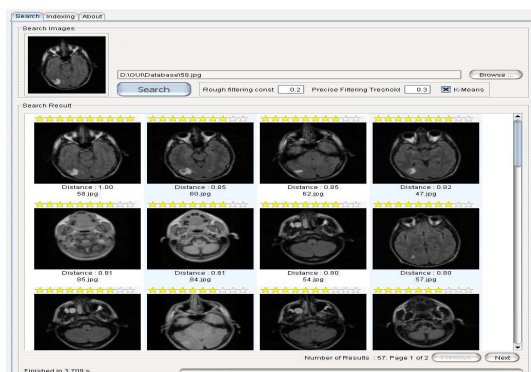 Search Indexing About
Search Images
D:\GUI\Database\58.jpg
Browse ...
Search
Rough filtering const. 0.2 Precise Filtering Treshold 0.3 K-Means
Search Result
Distance : 1.00
58.jpg
Distance : 0.85
60.jpg
Distance : 0.85
62.jpg
Distance : 0.82
47.jpg
Distance : 0.81
85.jpg
Distance : 0.81
84.jpg
Distance : 0.80
54.jpg
Distance : 0.80
57.jpg
Number of Results : 57. Page 1 of 2 Previous Next
Finished in 3.709 s